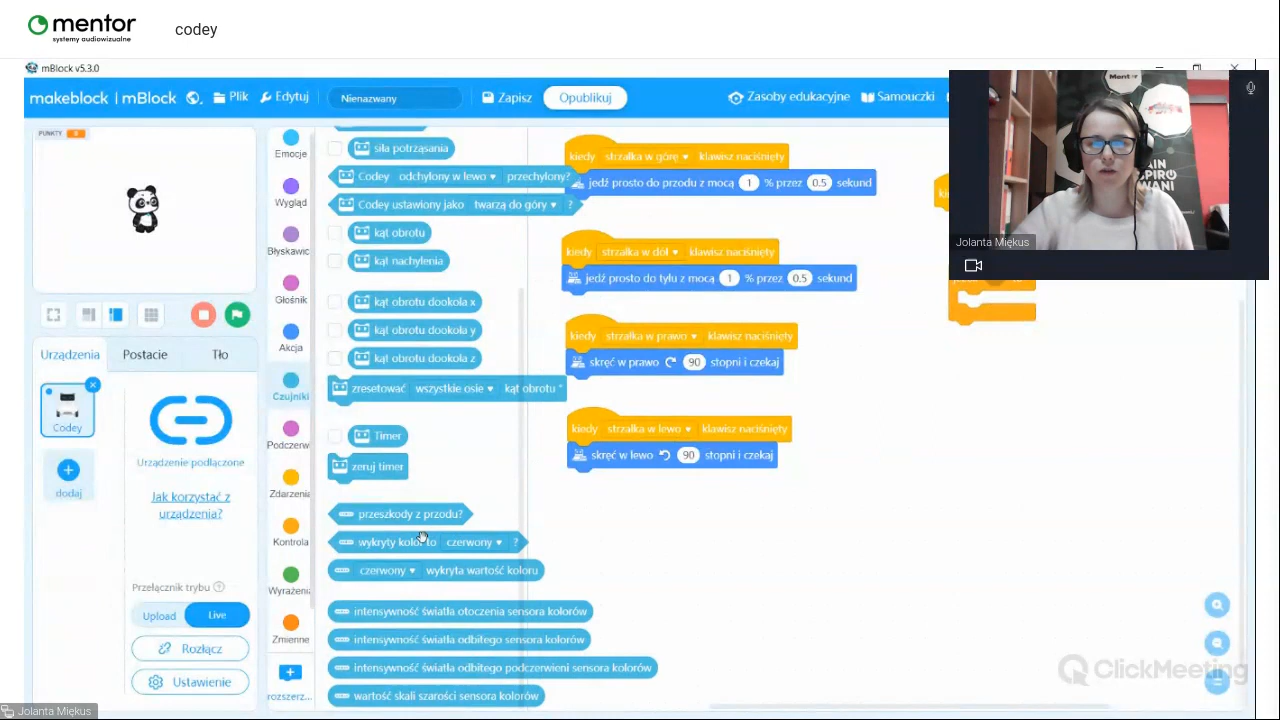 mentor
systemy audiowizualne
codey
mBlock v5.3.0
makeblock | mBlock
Plik
Edytuj
Nienazwany
Zapisz
Opublikuj
Zasoby edukacyjne
Samouczki
PUNKTY 0
Emocje
Wygląd
Błyskawic
Głośnik
Akcja
Czujniki
Podczerw
Zdarzenia
Kontrola
Wyrażenia
Zmienne
rozszerz...
siła potrząsania
Codey odchylony w lewo przechylony?
Codey ustawiony jako twarzą do góry ?
kąt obrotu
kąt nachylenia
kąt obrotu dookoła x
kąt obrotu dookoła y
kąt obrotu dookoła z
zresetować wszystkie osie kąt obrotu °
Timer
zeruj timer
przeszkody z przodu?
wykryty kolor to czerwony ?
czerwony wykryta wartość koloru
intensywność światła otoczenia sensora kolorów
intensywność światła odbitego sensora kolorów
intensywność światła odbitego podczerwieni sensora kolorów
wartość skali szarości sensora kolorów
kiedy strzałka w górę klawisz naciśnięty
jedź prosto do przodu z mocą 1 % przez 0.5 sekund
kiedy strzałka w dół klawisz naciśnięty
jedź prosto do tyłu z mocą 1 % przez 0.5 sekund
kiedy strzałka w prawo klawisz naciśnięty
skręć w prawo 90 stopni i czekaj
kiedy strzałka w lewo klawisz naciśnięty
skręć w lewo 90 stopni i czekaj
Urządzenia
Postacie
Tło
Codey
dodaj
Urządzenie podłączone
Jak korzystać z
urządzenia?
Przełącznik trybu
Upload
Live
Rozłącz
Ustawienie
Jolanta Miękus
ClickMeeting
Jolanta Miękus